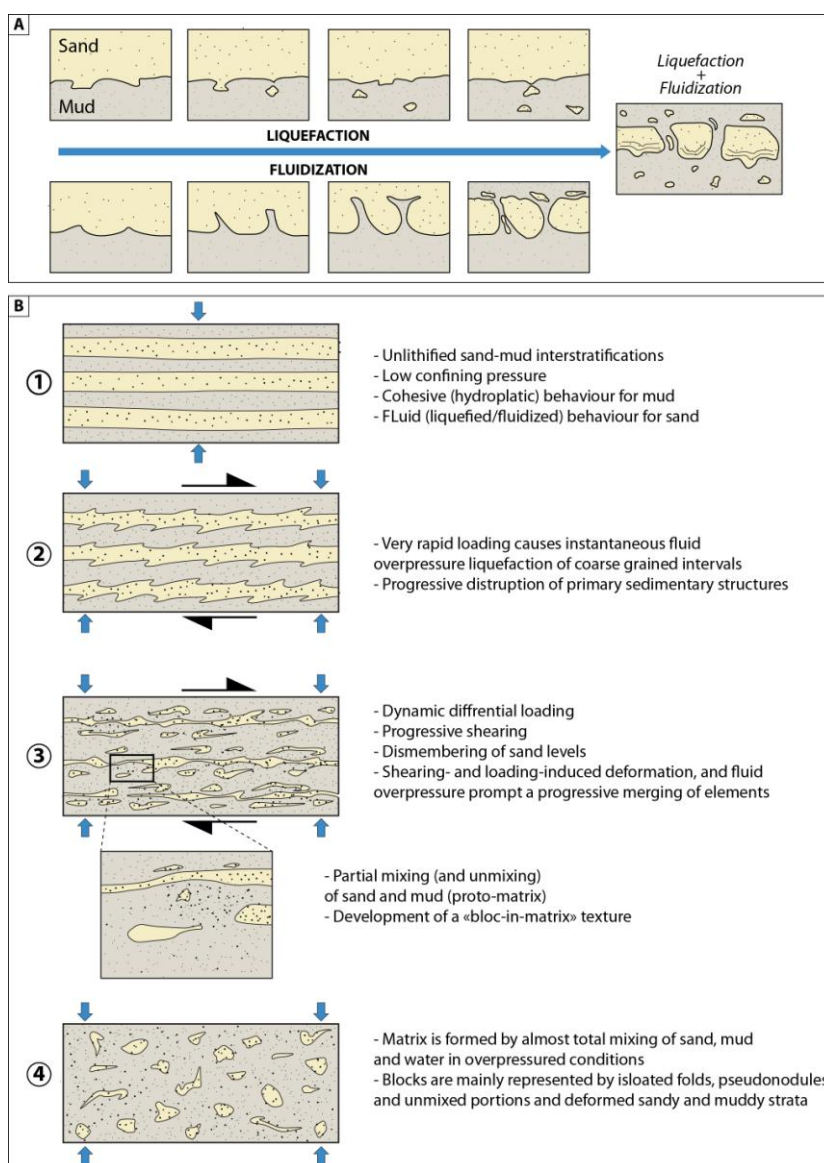 A
Sand
Mud
LIQUEFACTION
FLUIDIZATION
Liquefaction
+
Fluidization
B
1
- Unlithified sand-mud interstratifications
- Low confining pressure
- Cohesive (hydroplatic) behaviour for mud
- FLuid (liquefied/fluidized) behaviour for sand
2
- Very rapid loading causes instantaneous fluid
overpressure liquefaction of coarse grained intervals
- Progressive distruption of primary sedimentary structures
3
- Dynamic diffrential loading
- Progressive shearing
- Dismembering of sand levels
- Shearing- and loading-induced deformation, and fluid
overpressure prompt a progressive merging of elements
- Partial mixing (and unmixing)
of sand and mud (proto-matrix)
- Development of a «bloc-in-matrix» texture
4
- Matrix is formed by almost total mixing of sand, mud
and water in overpressured conditions
- Blocks are mainly represented by isloated folds, pseudonodules
and unmixed portions and deformed sandy and muddy strata